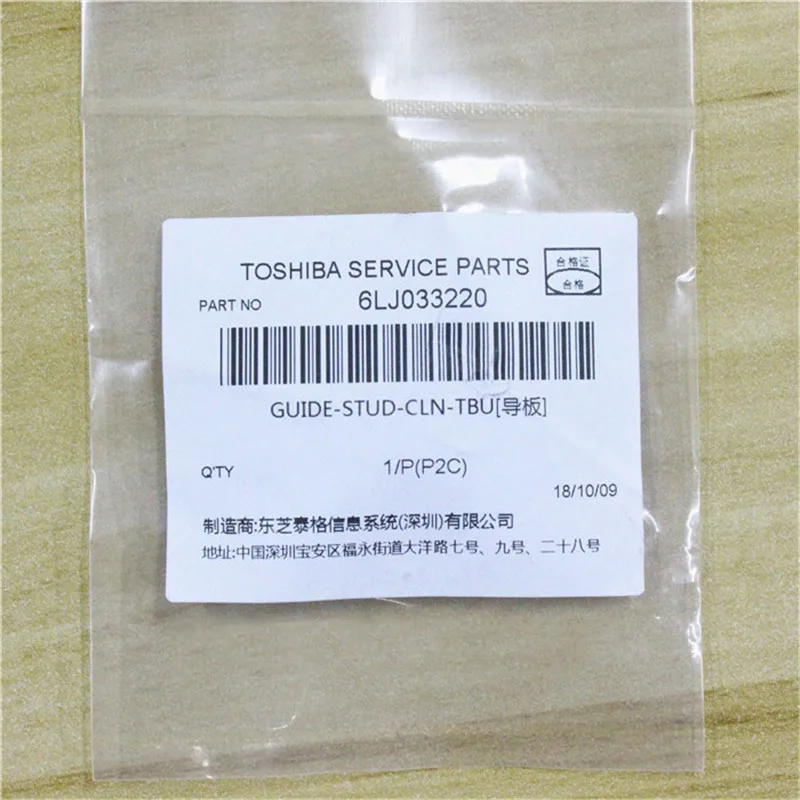 TOSHIBA SERVICE PARTS
合格证
合格
PART NO 6LJ033220
GUIDE-STUD-CLN-TBU[导板]
Q'TY 1/P(P2C)
18/10/09
制造商:东芝泰格信息系统(深圳)有限公司
地址:中国深圳宝安区福永街道大洋路七号、九号、二十八号